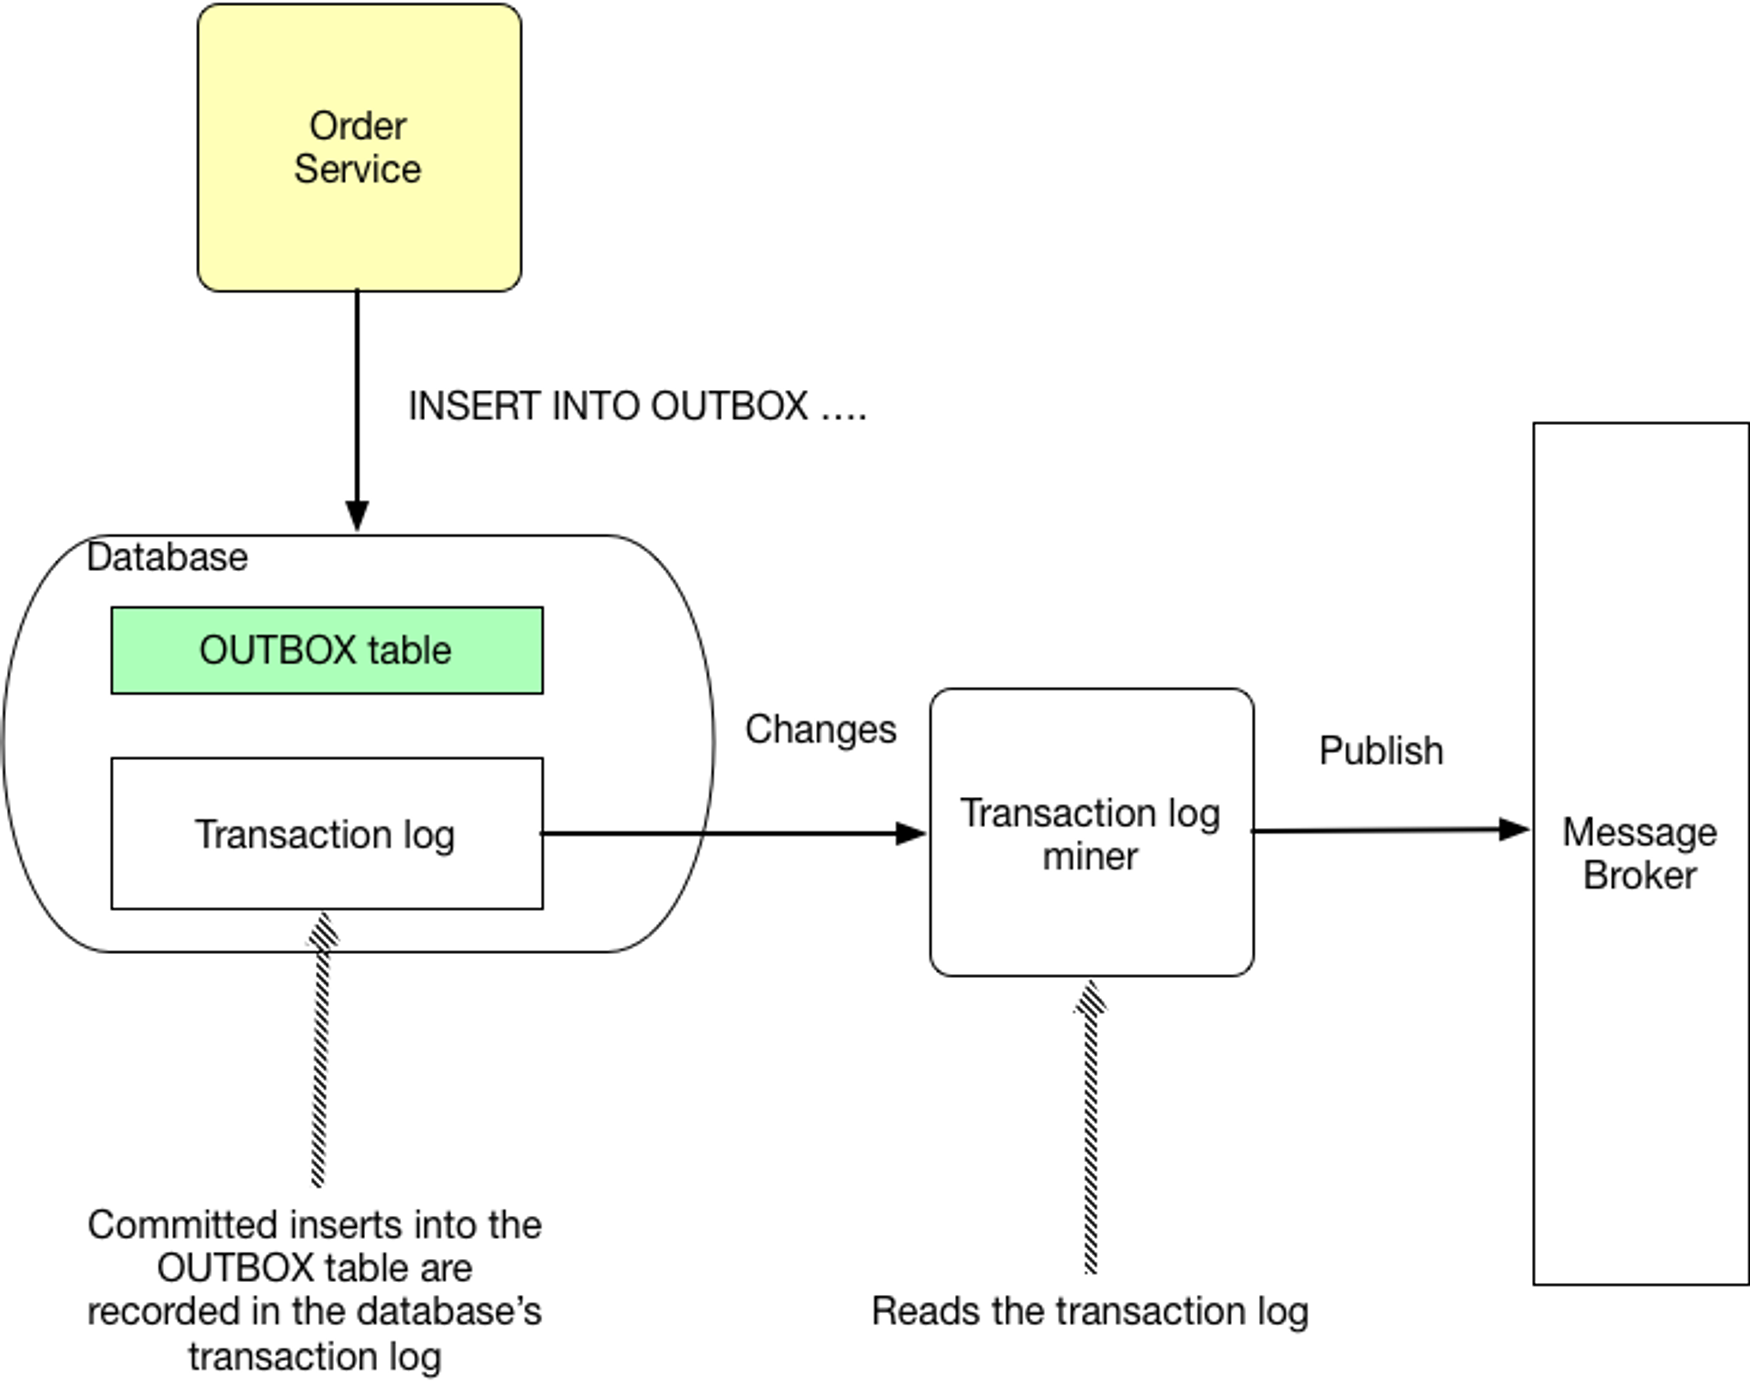 Order
Service
INSERT INTO OUTBOX ....
Database
OUTBOX table
Transaction log
Changes
Transaction log
miner
Publish
Message
Broker
Committed inserts into the
OUTBOX table are
recorded in the database’s
transaction log
Reads the transaction log